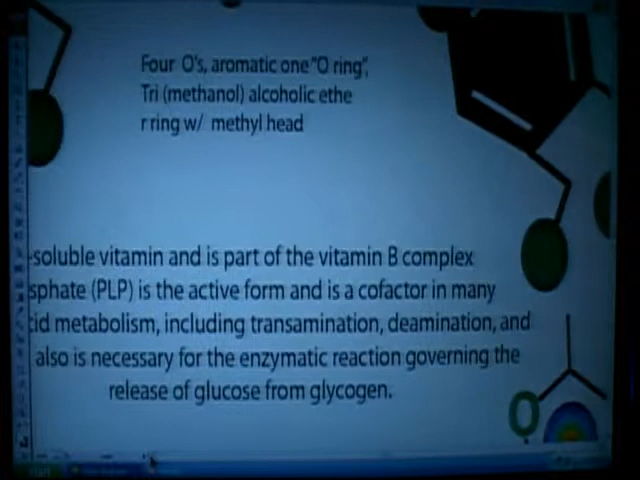 Four O's, aromatic one "O ring",
Tri (methanol) alcoholic ethe
r ring w/ methyl head
-soluble vitamin and is part of the vitamin B complex
sphate (PLP) is the active form and is a cofactor in many
id metabolism, including transamination, deamination, and
also is necessary for the enzymatic reaction governing the
release of glucose from glycogen.
O